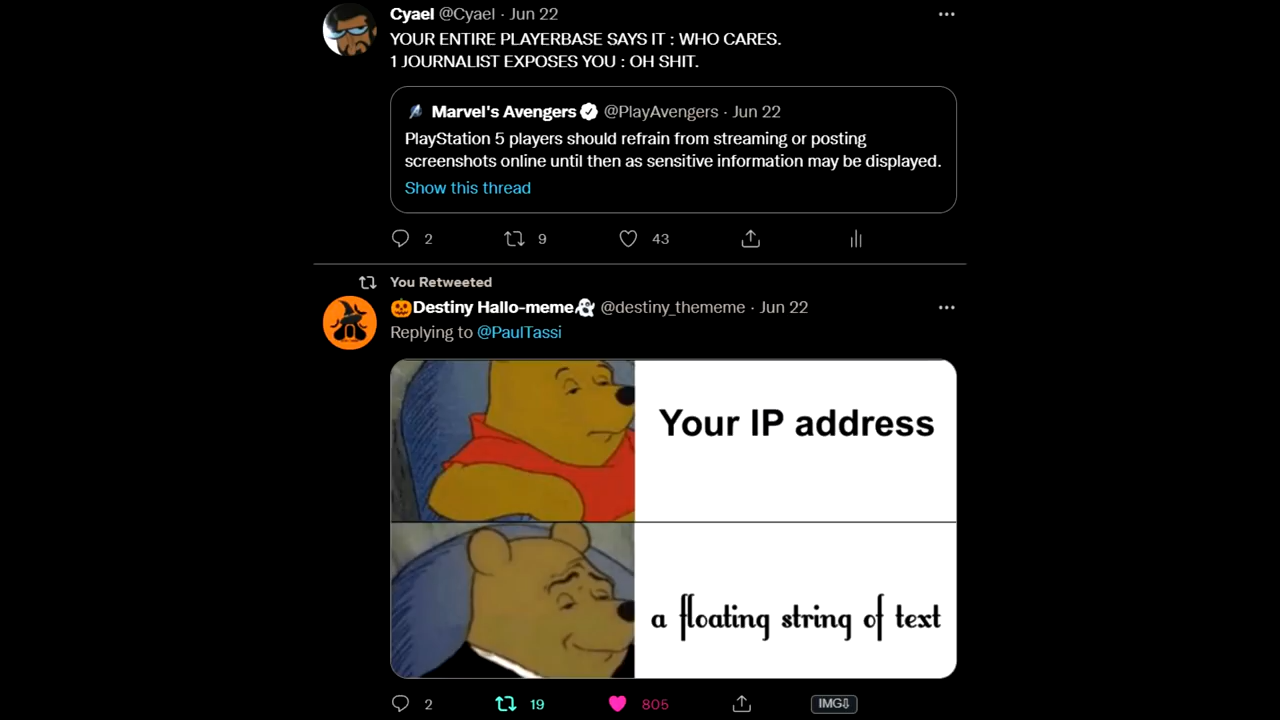 Cyael @Cyael · Jun 22
YOUR ENTIRE PLAYERBASE SAYS IT : WHO CARES.
1 JOURNALIST EXPOSES YOU : OH SHIT.
Marvel's Avengers @PlayAvengers · Jun 22
PlayStation 5 players should refrain from streaming or posting
screenshots online until then as sensitive information may be displayed.
Show this thread
2 9 43
You Retweeted
🎃Destiny Hallo-meme👻 @destiny_thememe · Jun 22
Replying to @PaulTassi
Your IP address
a floating string of text
2 19 805 IMG⇩